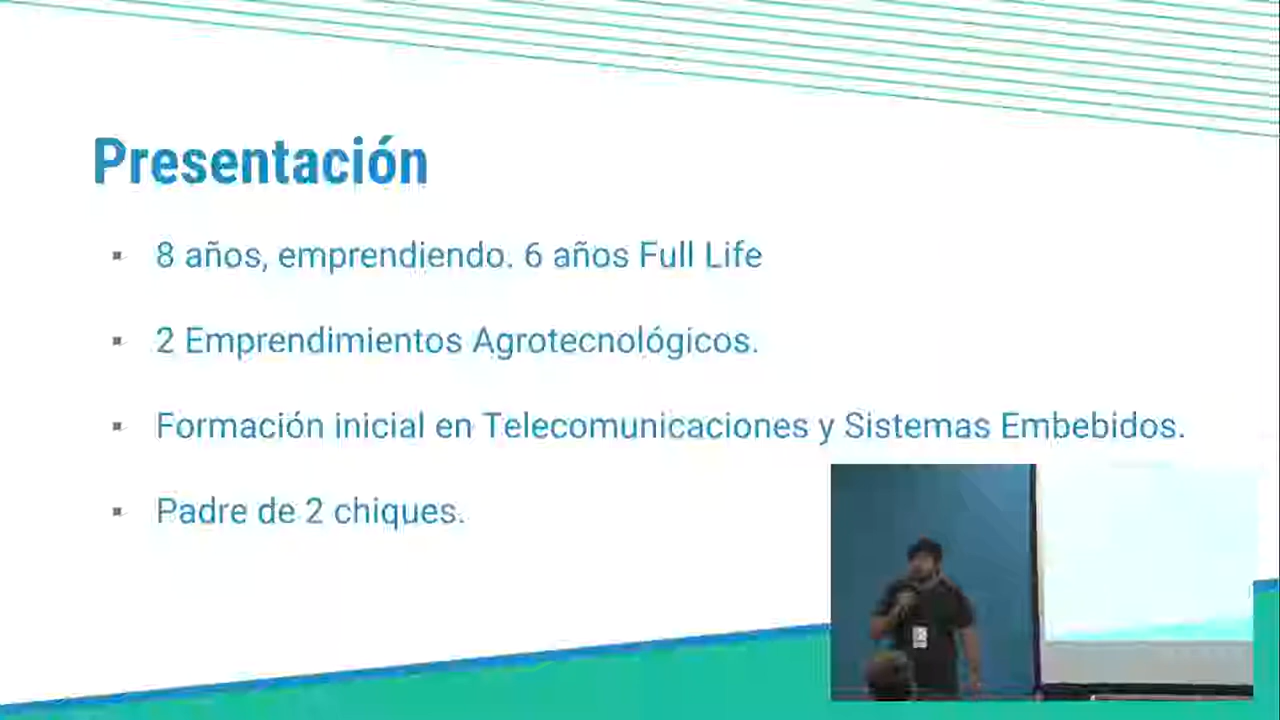 Presentación
8 años, emprendiendo. 6 años Full Life
2 Emprendimientos Agrotecnológicos.
Formación inicial en Telecomunicaciones y Sistemas Embebidos.
Padre de 2 chiques.